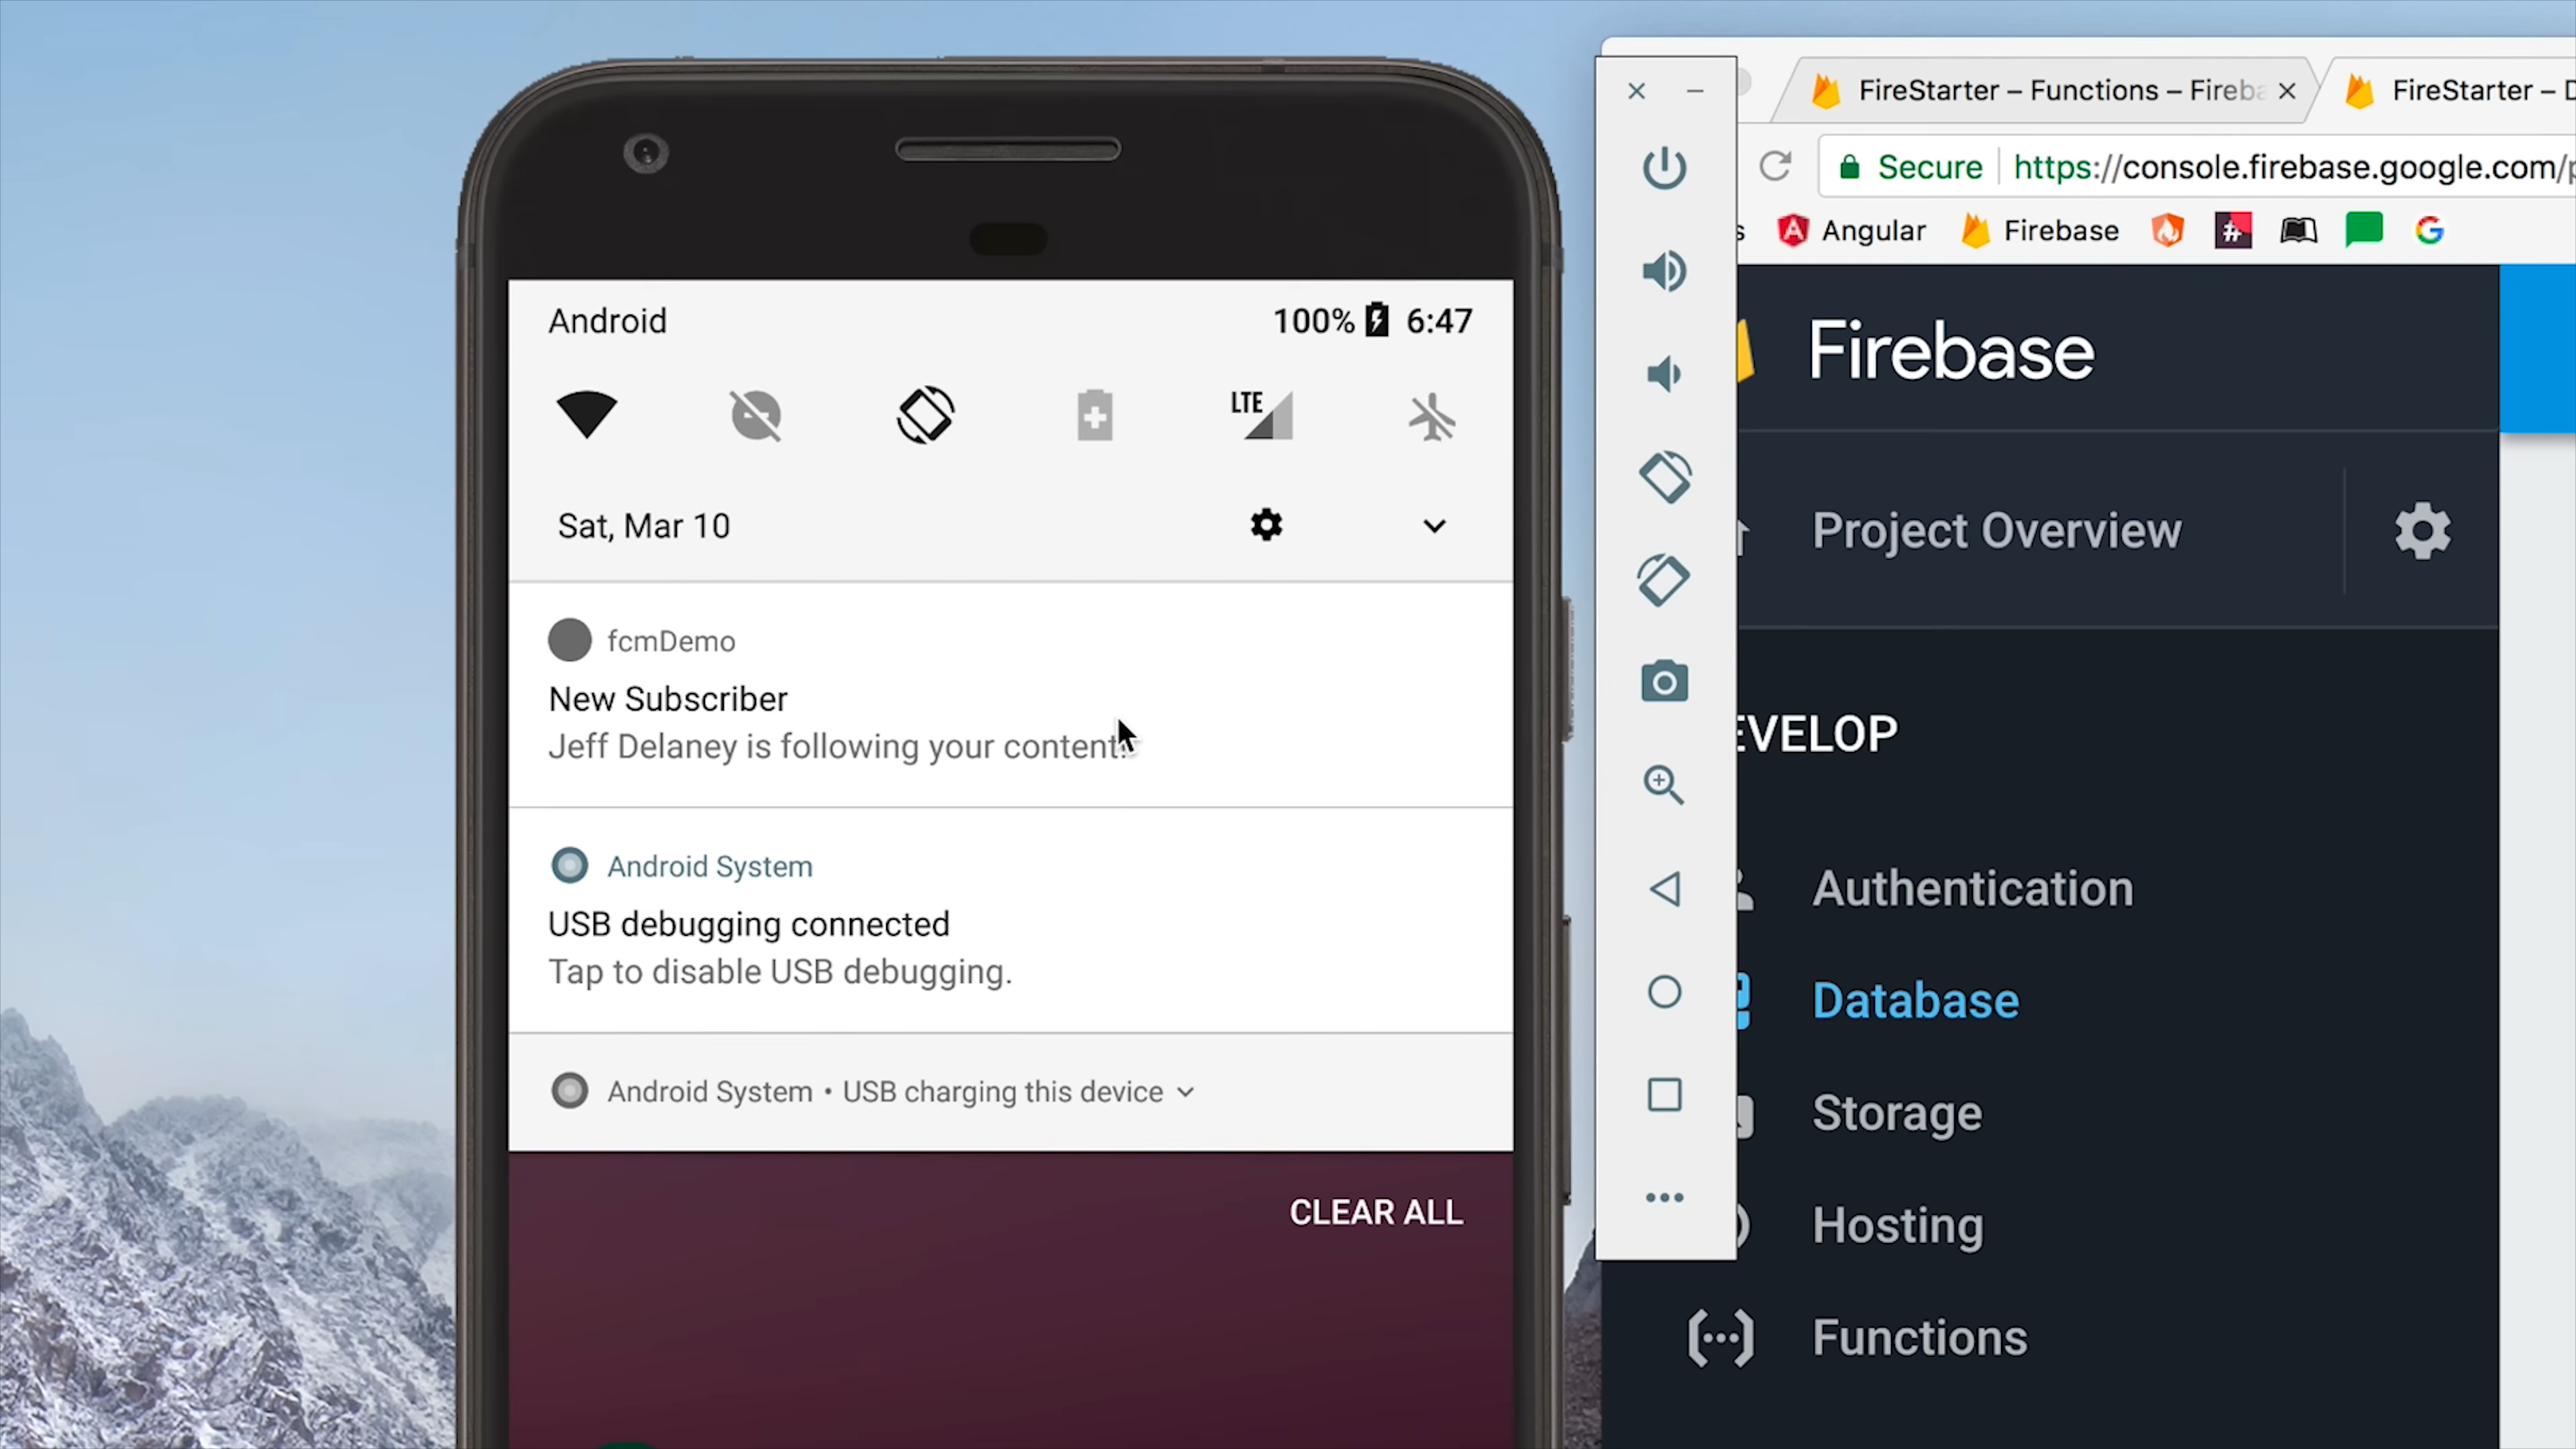 Android
100% 6:47
LTE
Sat, Mar 10
fcmDemo
New Subscriber
Jeff Delaney is following your content!
Android System
USB debugging connected
Tap to disable USB debugging.
Android System • USB charging this device
CLEAR ALL
FireStarter – Functions – Fireba
FireStarter – D
Secure
https://console.firebase.google.com/p
s
Angular
Firebase
#
G
Firebase
Project Overview
EVELOP
Authentication
Database
Storage
Hosting
Functions